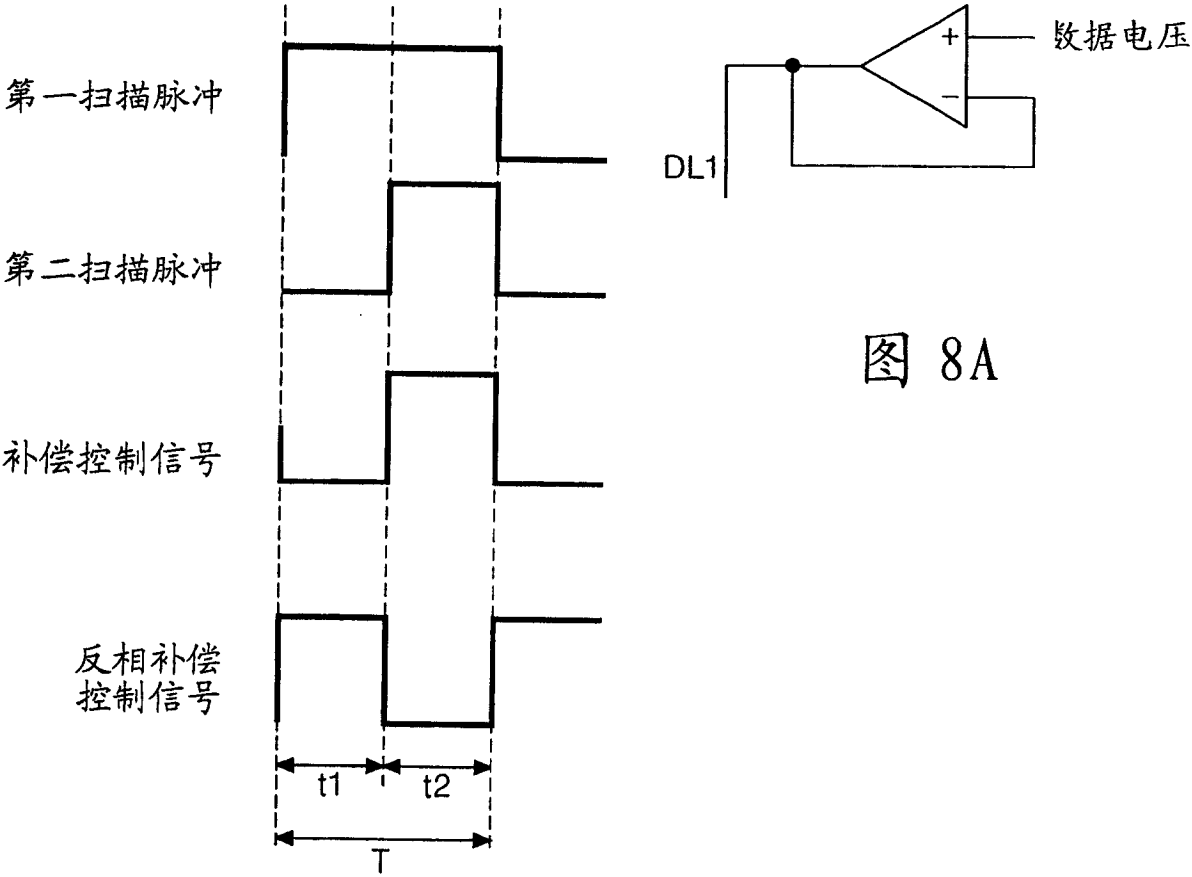 第一扫描脉冲
第二扫描脉冲
补偿控制信号
反相补偿
控制信号
t1
t2
T
+
数据电压
−
DL1
图 8A